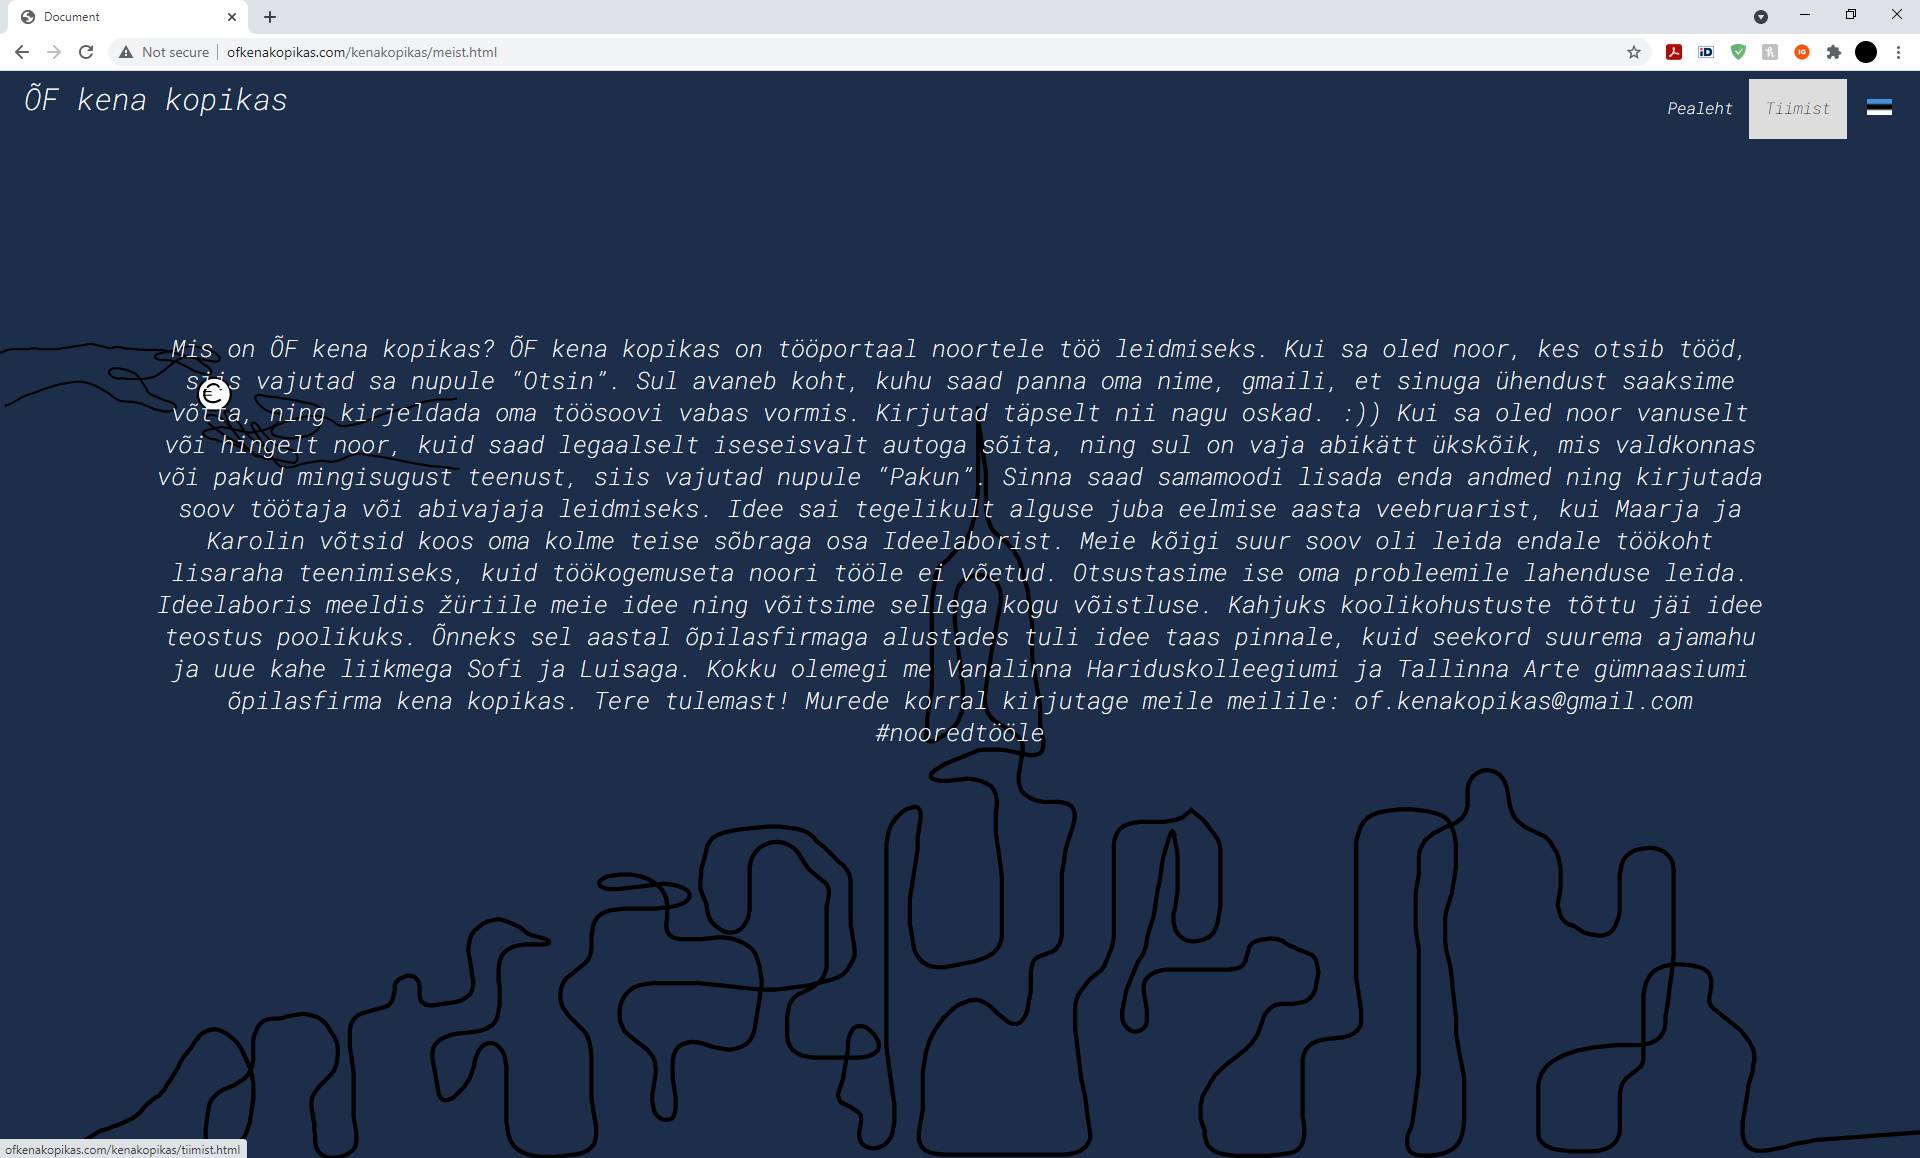 Document
Not secure
ofkenakopikas.com/kenakopikas/meist.html
ÕF kena kopikas
Pealeht
Tiimist
Mis on ÕF kena kopikas? ÕF kena kopikas on tööportaal noortele töö leidmiseks. Kui sa oled noor, kes otsib tööd,
siis vajutad sa nupule “Otsin”. Sul avaneb koht, kuhu saad panna oma nime, gmaili, et sinuga ühendust saaksime
võtta, ning kirjeldada oma töösoovi vabas vormis. Kirjutad täpselt nii nagu oskad. :)) Kui sa oled noor vanuselt
või hingelt noor, kuid saad legaalselt iseseisvalt autoga sõita, ning sul on vaja abikätt ükskõik, mis valdkonnas
või pakud mingisugust teenust, siis vajutad nupule “Pakun”. Sinna saad samamoodi lisada enda andmed ning kirjutada
soov töötaja või abivajaja leidmiseks. Idee sai tegelikult alguse juba eelmise aasta veebruarist, kui Maarja ja
Karolin võtsid koos oma kolme teise sõbraga osa Ideelaborist. Meie kõigi suur soov oli leida endale töökoht
lisaraha teenimiseks, kuid töökogemuseta noori tööle ei võetud. Otsustasime ise oma probleemile lahenduse leida.
Ideelaboris meeldis žüriile meie idee ning võitsime sellega kogu võistluse. Kahjuks koolikohustuste tõttu jäi idee
teostus poolikuks. Õnneks sel aastal õpilasfirmaga alustades tuli idee taas pinnale, kuid seekord suurema ajamahu
ja uue kahe liikmega Sofi ja Luisaga. Kokku olemegi me Vanalinna Hariduskolleegiumi ja Tallinna Arte gümnaasiumi
õpilasfirma kena kopikas. Tere tulemast! Murede korral kirjutage meile meilile: of.kenakopikas@gmail.com
#nooredtööle
ofkenakopikas.com/kenakopikas/tiimist.html